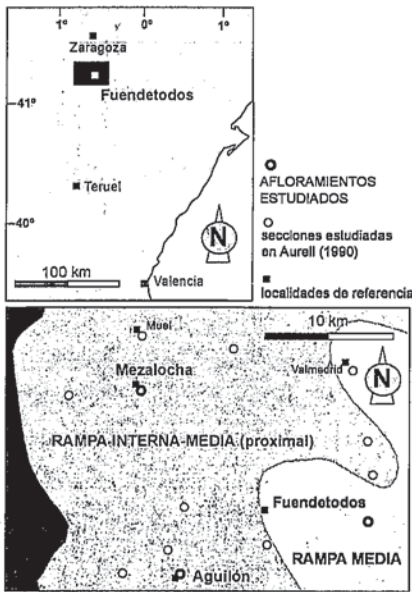 1° 0° 1°
Zaragoza
Fuendetodos
41°
Teruel
40°
N
100 km
Valencia
AFLORAMIENTOS
ESTUDIADOS
secciones estudiadas
en Aurell (1990)
localidades de referencia
Muel
10 km
Mezalocha
Valmadrid
N
RAMPA-INTERNA-MEDIA (proximal)
Fuendetodos
RAMPA MEDIA
Aguilón